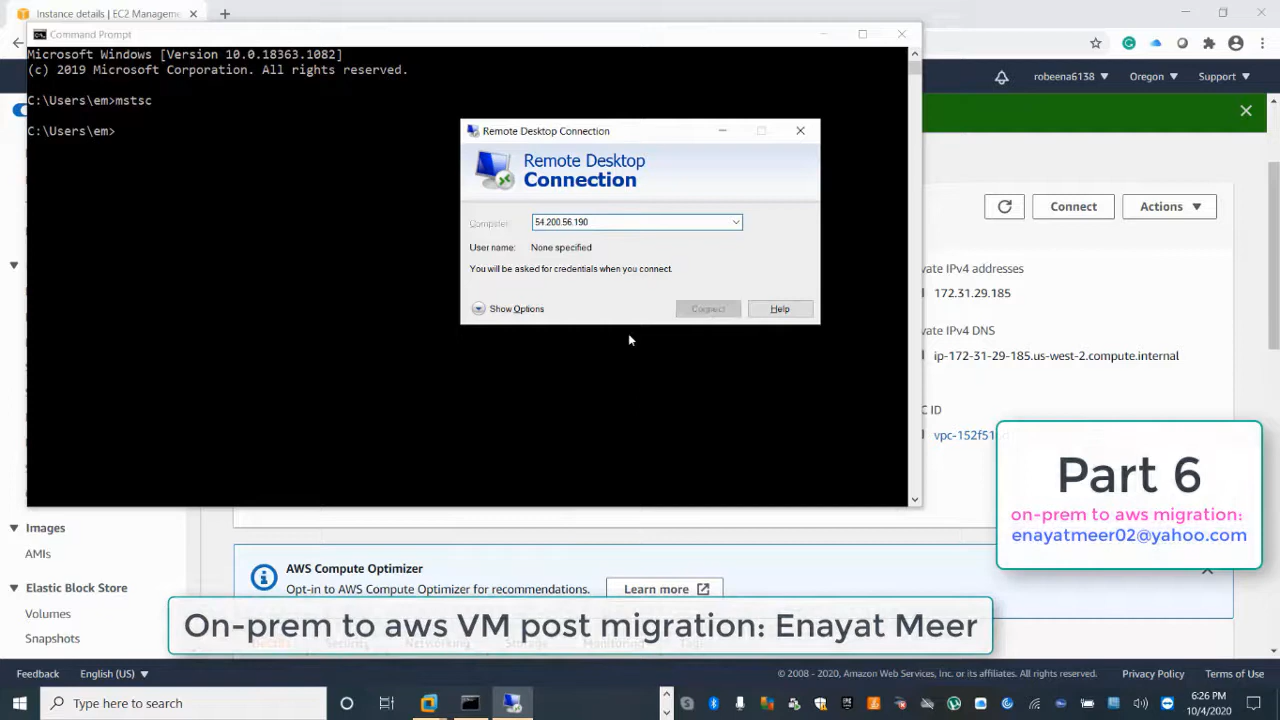 Instance details | EC2 Managem
Command Prompt
Microsoft Windows [Version 10.0.18363.1082]
(c) 2019 Microsoft Corporation. All rights reserved.
C:\Users\em>mstsc
C:\Users\em>
robeena6138
Oregon
Support
Remote Desktop Connection
Remote Desktop
Connection
Computer:
54.200.56.190
User name:
None specified
You will be asked for credentials when you connect.
Show Options
Connect
Help
Connect
Actions
vate IPv4 addresses
172.31.29.185
vate IPv4 DNS
ip-172-31-29-185.us-west-2.compute.internal
C ID
vpc-152f51
Part 6
on-prem to aws migration:
enayatmeer02@yahoo.com
Images
AMIs
Elastic Block Store
Volumes
Snapshots
AWS Compute Optimizer
Opt-in to AWS Compute Optimizer for recommendations.
Learn more
On-prem to aws VM post migration: Enayat Meer
Security
Networking
Storage
Monitoring
Tags
Feedback
English (US)
© 2008 - 2020, Amazon Web Services, Inc. or its affiliates. All rights reserved.
Privacy Policy
Terms of Use
Type here to search
6:26 PM
10/4/2020